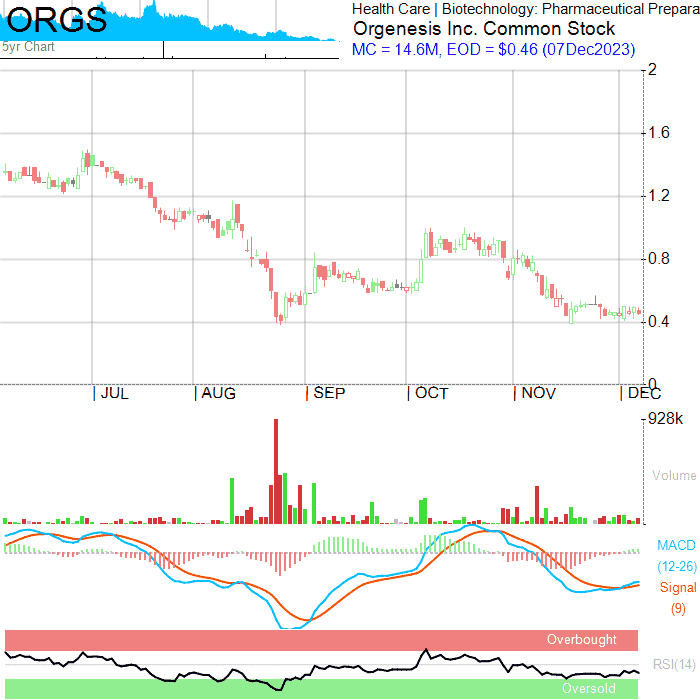 ORGS
5yr Chart
Health Care | Biotechnology: Pharmaceutical Prepara
Orgenesis Inc. Common Stock
MC = 14.6M, EOD = $0.46 (07Dec2023)
2
1.6
1.2
0.8
0.4
0
| JUL | AUG | SEP | OCT | NOV | DEC
928k
Volume
MACD
(12-26)
Signal
(9)
Overbought
RSI(14)
Oversold